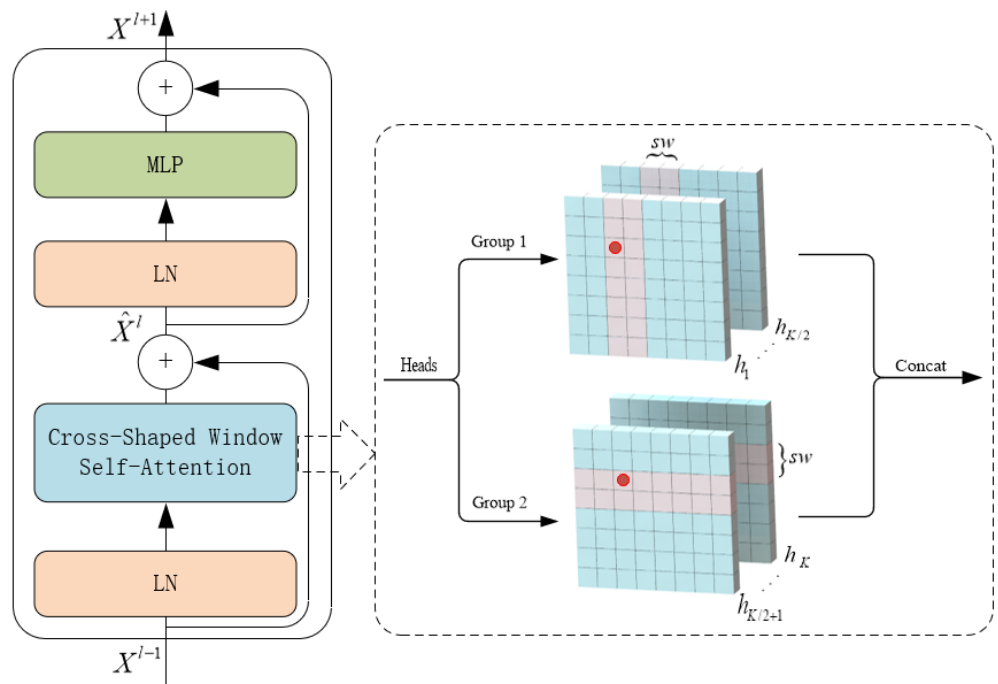 X^{l+1}
+
MLP
LN
X̂^l
+
Cross-Shaped Window
Self-Attention
LN
X^{l-1}
Heads
Group 1
sw
h_1
h_{K/2}
Group 2
sw
h_K
h_{K/2+1}
Concat